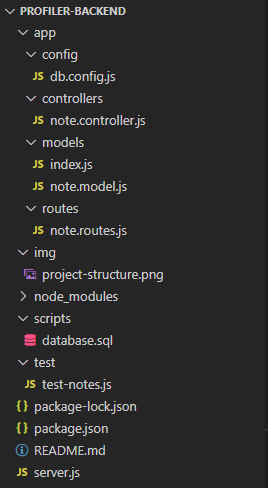 PROFILER-BACKEND
app
config
JS db.config.js
controllers
JS note.controller.js
models
JS index.js
JS note.model.js
routes
JS note.routes.js
img
project-structure.png
node_modules
scripts
database.sql
test
JS test-notes.js
{} package-lock.json
{} package.json
README.md
JS server.js